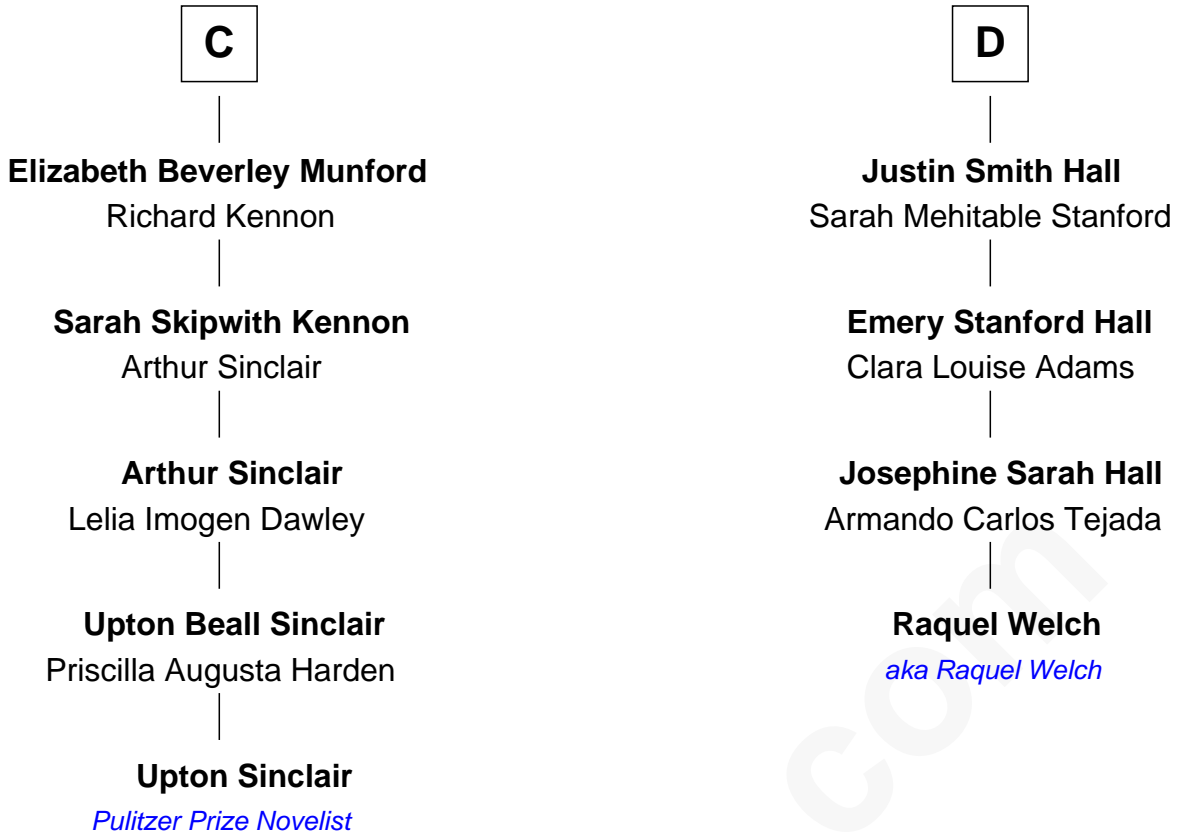 C
Elizabeth Beverley Munford
Richard Kennon
Sarah Skipwith Kennon
Arthur Sinclair
Arthur Sinclair
Lelia Imogen Dawley
Upton Beall Sinclair
Priscilla Augusta Harden
Upton Sinclair
Pulitzer Prize Novelist
D
Justin Smith Hall
Sarah Mehitable Stanford
Emery Stanford Hall
Clara Louise Adams
Josephine Sarah Hall
Armando Carlos Tejada
Raquel Welch
aka Raquel Welch
com